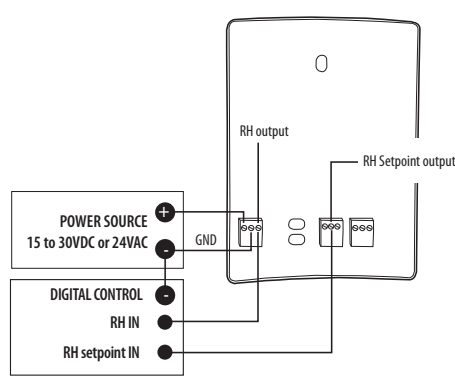 RH output
RH Setpoint output
+
POWER SOURCE
15 to 30VDC or 24VAC
-
GND
DIGITAL CONTROL
-
RH IN
RH setpoint IN